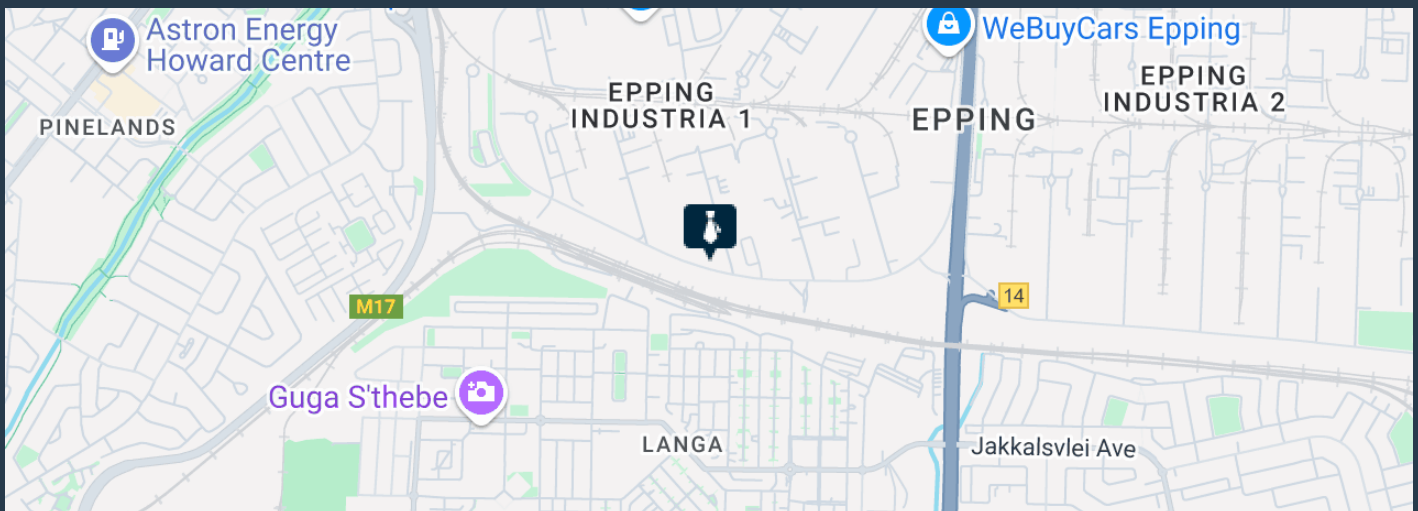 Astron Energy
Howard Centre
WeBuyCars Epping
EPPING
INDUSTRIA 1
EPPING
INDUSTRIA 2
EPPING
PINELANDS
M17
14
Guga S'thebe
LANGA
Jakkalsvlei Ave